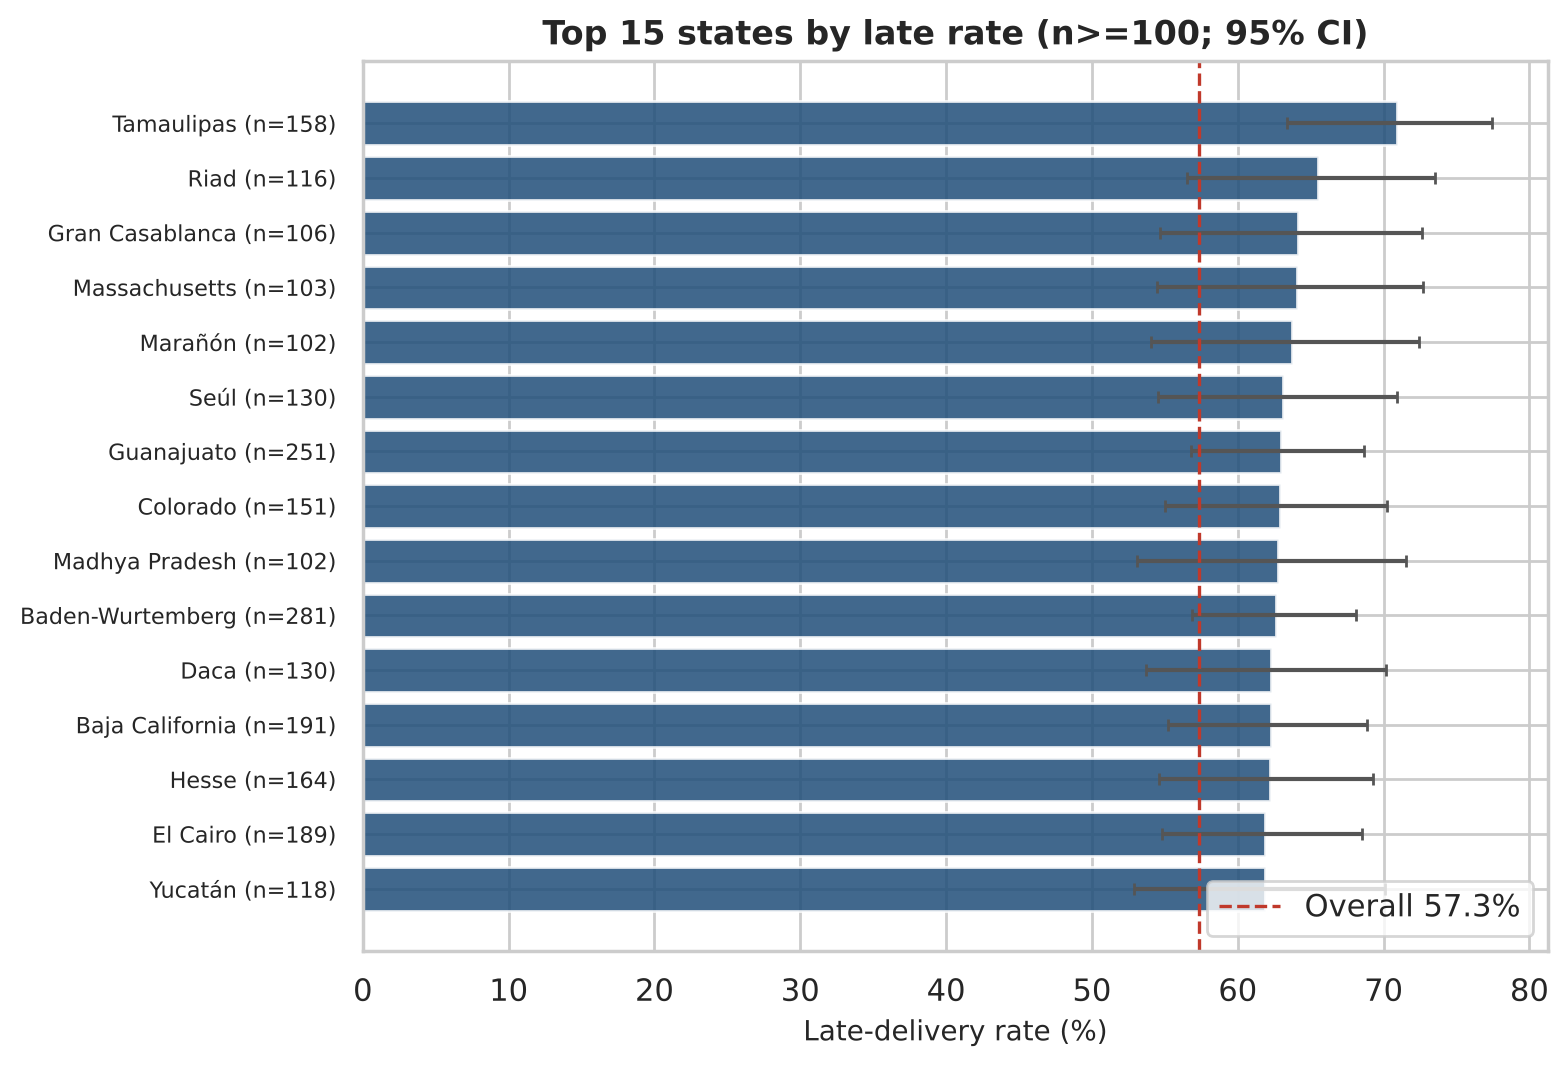 Top 15 states by late rate (n>=100; 95% CI)
Tamaulipas (n=158)
Riad (n=116)
Gran Casablanca (n=106)
Massachusetts (n=103)
Marañón (n=102)
Seúl (n=130)
Guanajuato (n=251)
Colorado (n=151)
Madhya Pradesh (n=102)
Baden-Wurtemberg (n=281)
Daca (n=130)
Baja California (n=191)
Hesse (n=164)
El Cairo (n=189)
Yucatán (n=118)
Overall 57.3%
0 10 20 30 40 50 60 70 80
Late-delivery rate (%)